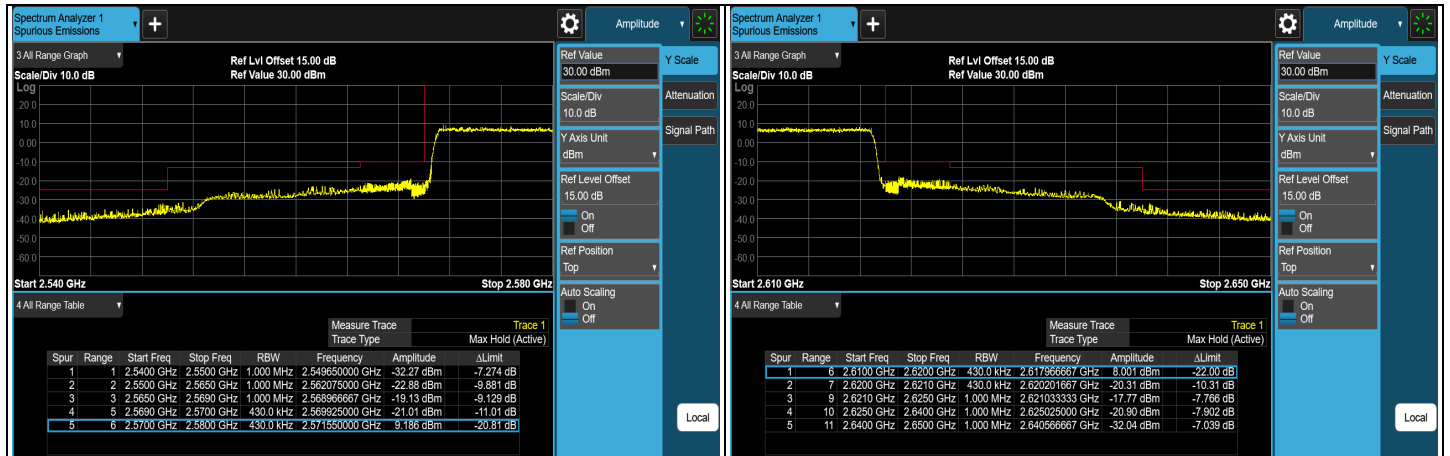 Spectrum Analyzer 1
Spurious Emissions
+
Amplitude
3 All Range Graph
Ref Lvl Offset 15.00 dB
Scale/Div 10.0 dB
Ref Value 30.00 dBm
Log
20.0
10.0
0.00
-10.0
-20.0
-30.0
-40.0
-50.0
-60.0
Start 2.540 GHz
Stop 2.580 GHz
Ref Value
30.00 dBm
Scale/Div
10.0 dB
Y Axis Unit
dBm
Ref Level Offset
15.00 dB
On
Off
Ref Position
Top
Auto Scaling
On
Off
Y Scale
Attenuation
Signal Path
Local
4 All Range Table
Measure Trace Trace 1
Trace Type Max Hold (Active)
Spur Range Start Freq Stop Freq RBW Frequency Amplitude ΔLimit
1 1 2.5400 GHz 2.5500 GHz 1.000 MHz 2.549650000 GHz -32.27 dBm -7.274 dB
2 2 2.5500 GHz 2.5650 GHz 1.000 MHz 2.562075000 GHz -22.88 dBm -9.881 dB
3 3 2.5650 GHz 2.5690 GHz 1.000 MHz 2.568966667 GHz -19.13 dBm -9.129 dB
4 5 2.5690 GHz 2.5700 GHz 430.0 kHz 2.569925000 GHz -21.01 dBm -11.01 dB
5 6 2.5700 GHz 2.5800 GHz 430.0 kHz 2.571550000 GHz 9.186 dBm -20.81 dB
Spectrum Analyzer 1
Spurious Emissions
+
Amplitude
3 All Range Graph
Ref Lvl Offset 15.00 dB
Scale/Div 10.0 dB
Ref Value 30.00 dBm
Log
20.0
10.0
0.00
-10.0
-20.0
-30.0
-40.0
-50.0
-60.0
Start 2.610 GHz
Stop 2.650 GHz
Ref Value
30.00 dBm
Scale/Div
10.0 dB
Y Axis Unit
dBm
Ref Level Offset
15.00 dB
On
Off
Ref Position
Top
Auto Scaling
On
Off
Y Scale
Attenuation
Signal Path
Local
4 All Range Table
Measure Trace Trace 1
Trace Type Max Hold (Active)
Spur Range Start Freq Stop Freq RBW Frequency Amplitude ΔLimit
1 6 2.6100 GHz 2.6200 GHz 430.0 kHz 2.617966667 GHz 8.001 dBm -22.00 dB
2 7 2.6200 GHz 2.6210 GHz 430.0 kHz 2.620201667 GHz -20.31 dBm -10.31 dB
3 9 2.6210 GHz 2.6250 GHz 1.000 MHz 2.621033333 GHz -17.77 dBm -7.766 dB
4 10 2.6250 GHz 2.6400 GHz 1.000 MHz 2.625025000 GHz -20.90 dBm -7.902 dB
5 11 2.6400 GHz 2.6500 GHz 1.000 MHz 2.640566667 GHz -32.04 dBm -7.039 dB